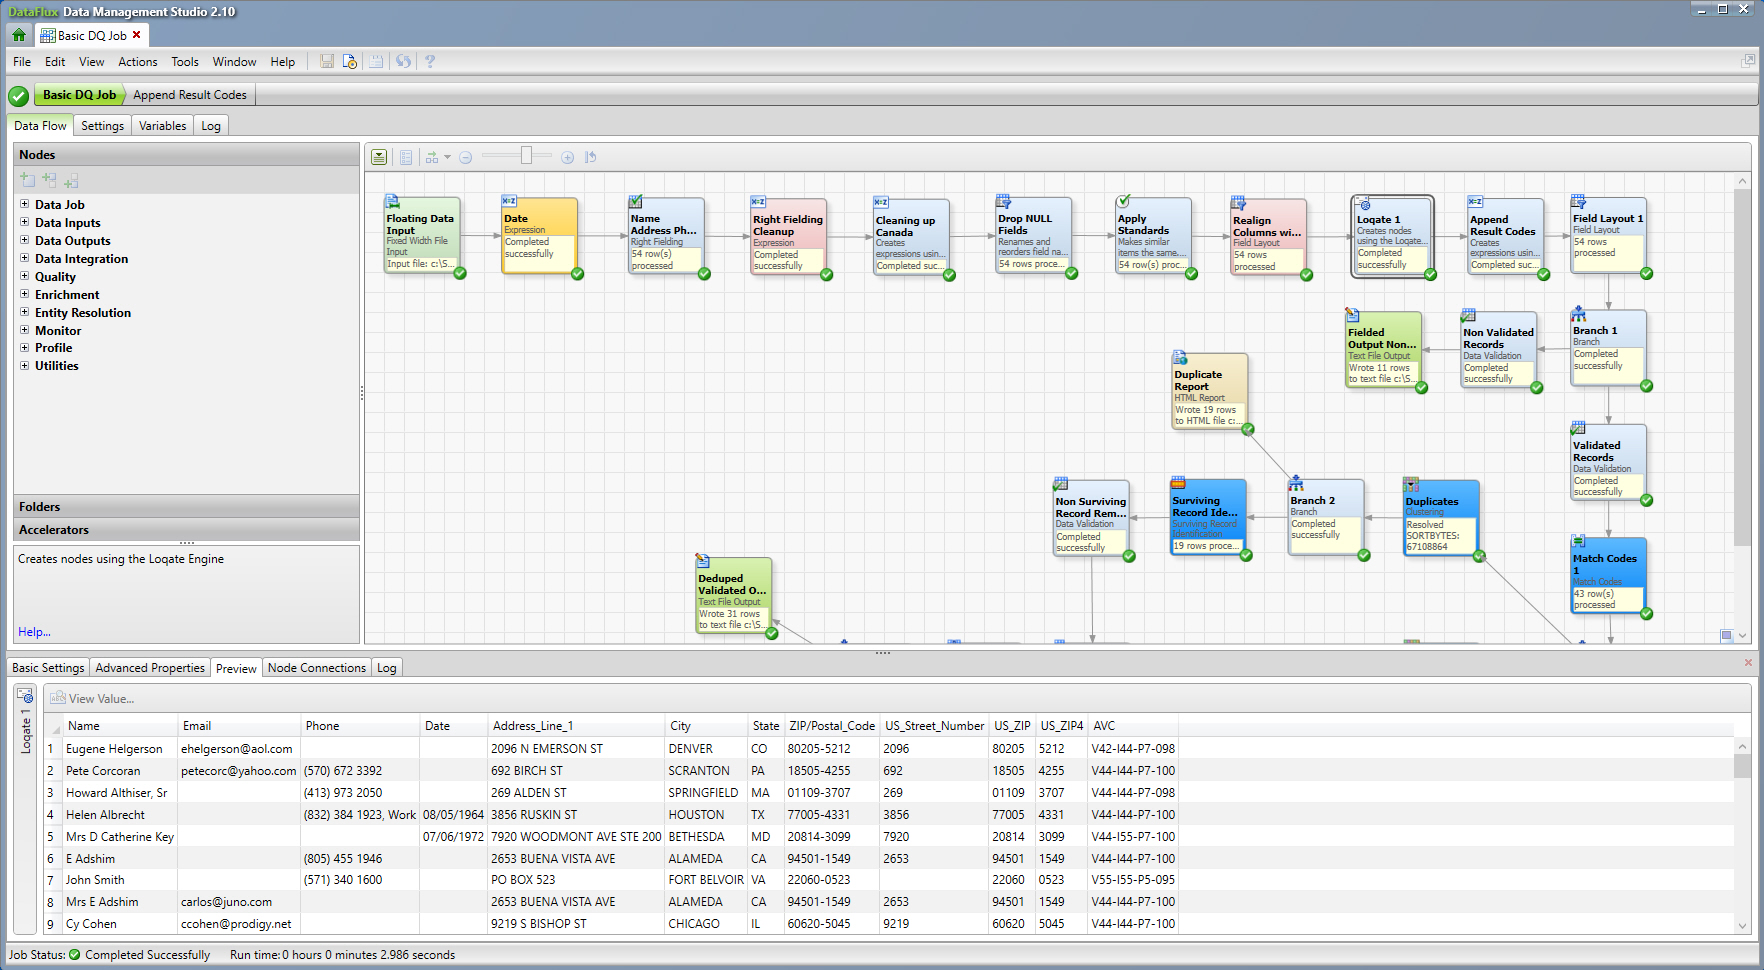 DataFlux Data Management Studio 2.10
Basic DQ Job
File Edit View Actions Tools Window Help
Basic DQ Job Append Result Codes
Data Flow Settings Variables Log
Nodes
Data Job
Data Inputs
Data Outputs
Data Integration
Quality
Enrichment
Entity Resolution
Monitor
Profile
Utilities
Folders
Accelerators
Creates nodes using the Loqate Engine
Help...
Floating Data
Input
Fixed Width File
Input
Input file: c:\S...
Date
Expression
Completed
successfully
Name
Address Ph...
Right Fielding
54 row(s)
processed
Right Fielding
Cleanup
Expression
Completed
successfully
Cleaning up
Canada
Creates
expressions usin...
Completed suc...
Drop NULL
Fields
Renames and
reorders field na...
54 rows proce...
Apply
Standards
Makes similar
items the same....
54 row(s) proc...
Realign
Columns wi...
Field Layout
54 rows
processed
Loqate 1
Creates nodes
using the Loqate...
Completed
successfully
Append
Result Codes
Creates
expressions usin...
Completed suc...
Field Layout 1
Field Layout
54 rows
processed
Fielded
Output Non...
Text File Output
Wrote 11 rows
to text file c:\S...
Non Validated
Records
Data Validation
Completed
successfully
Branch 1
Branch
Completed
successfully
Duplicate
Report
HTML Report
Wrote 19 rows
to HTML file c:...
Validated
Records
Data Validation
Completed
successfully
Non Surviving
Record Rem...
Data Validation
Completed
successfully
Surviving
Record Ide...
Surviving Record
Identification
19 rows proce...
Branch 2
Branch
Completed
successfully
Duplicates
Clustering
Resolved
SORTBYTES:
67108864
Match Codes
1
Match Codes
43 row(s)
processed
Deduped
Validated O...
Text File Output
Wrote 31 rows
to text file c:\S...
Basic Settings Advanced Properties Preview Node Connections Log
Loqate 1
View Value...
Name Email Phone Date Address_Line_1 City State ZIP/Postal_Code US_Street_Number US_ZIP US_ZIP4 AVC
1 Eugene Helgerson ehelgerson@aol.com 2096 N EMERSON ST DENVER CO 80205-5212 2096 80205 5212 V42-I44-P7-098
2 Pete Corcoran petecorc@yahoo.com (570) 672 3392 692 BIRCH ST SCRANTON PA 18505-4255 692 18505 4255 V44-I44-P7-100
3 Howard Althiser, Sr (413) 973 2050 269 ALDEN ST SPRINGFIELD MA 01109-3707 269 01109 3707 V44-I44-P7-098
4 Helen Albrecht (832) 384 1923, Work 08/05/1964 3856 RUSKIN ST HOUSTON TX 77005-4331 3856 77005 4331 V44-I44-P7-100
5 Mrs D Catherine Key 07/06/1972 7920 WOODMONT AVE STE 200 BETHESDA MD 20814-3099 7920 20814 3099 V44-I55-P7-100
6 E Adshim (805) 455 1946 2653 BUENA VISTA AVE ALAMEDA CA 94501-1549 2653 94501 1549 V44-I44-P7-100
7 John Smith (571) 340 1600 PO BOX 523 FORT BELVOIR VA 22060-0523 22060 0523 V55-I55-P5-095
8 Mrs E Adshim carlos@juno.com 2653 BUENA VISTA AVE ALAMEDA CA 94501-1549 2653 94501 1549 V44-I44-P7-100
9 Cy Cohen ccohen@prodigy.net 9219 S BISHOP ST CHICAGO IL 60620-5045 9219 60620 5045 V44-I44-P7-100
Job Status: Completed Successfully Run time: 0 hours 0 minutes 2.986 seconds